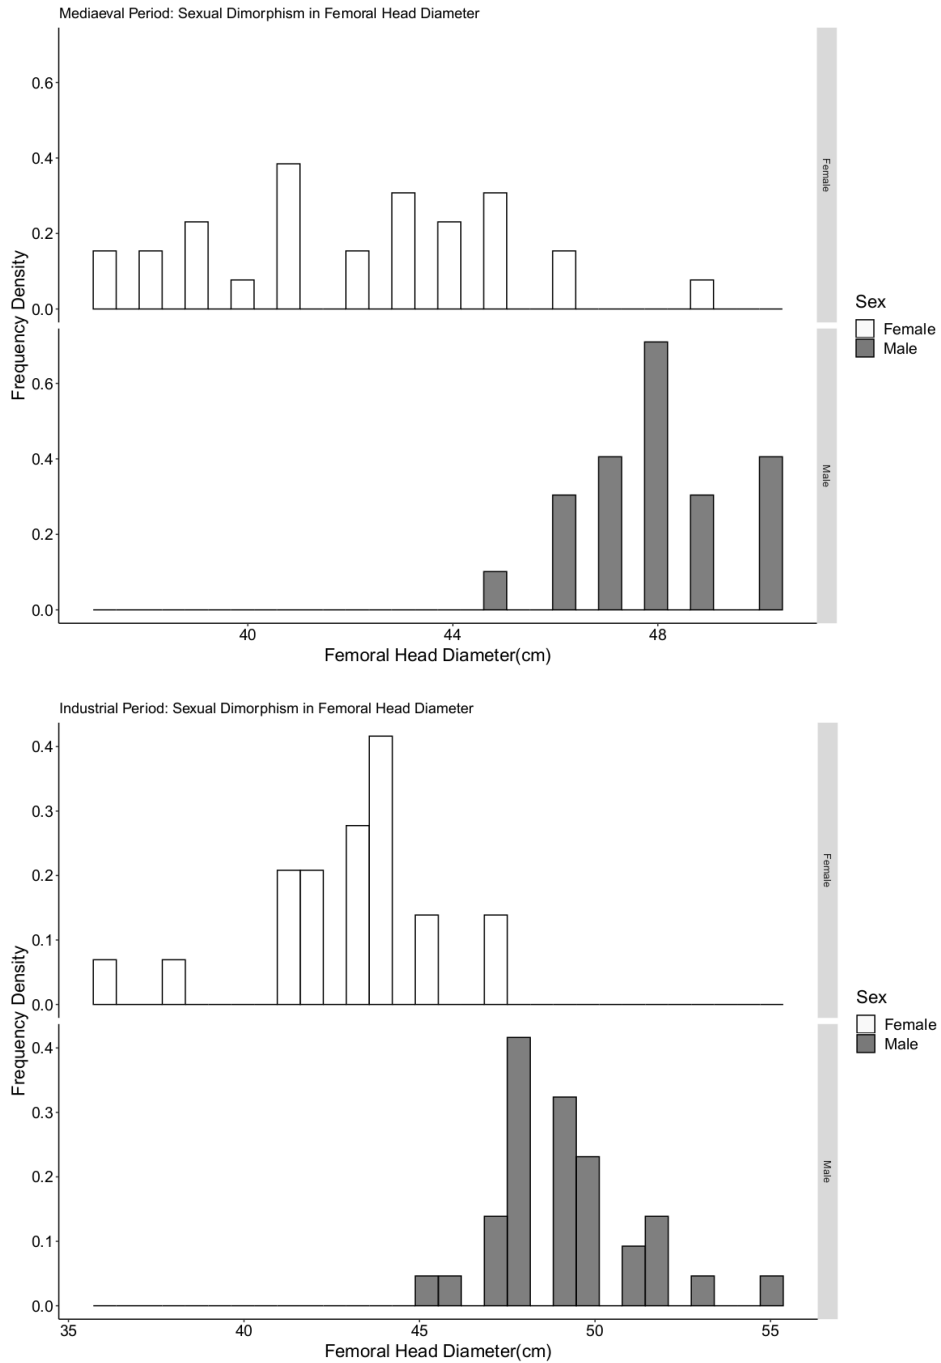 Mediaeval Period: Sexual Dimorphism in Femoral Head Diameter
Frequency Density
0.6
0.4
0.2
0.0
Female
0.6
0.4
0.2
0.0
Male
40 44 48
Femoral Head Diameter(cm)
Sex
Female
Male
Industrial Period: Sexual Dimorphism in Femoral Head Diameter
Frequency Density
0.4
0.3
0.2
0.1
0.0
Female
0.4
0.3
0.2
0.1
0.0
Male
35 40 45 50 55
Femoral Head Diameter(cm)
Sex
Female
Male